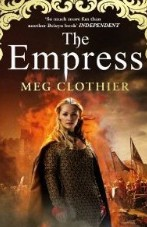 'So much more fun than
another Boleyn book' INDEPENDENT
The
Empress
MEG CLOTHIER